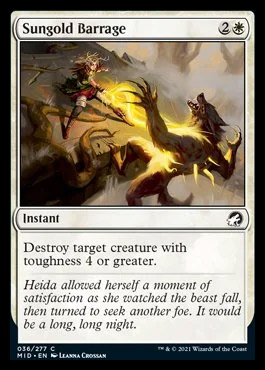 Sungold Barrage 2
Instant
Destroy target creature with
toughness 4 or greater.
Heida allowed herself a moment of
satisfaction as she watched the beast fall,
then turned to seek another foe. It would
be a long, long night.
036/277 C
MID • EN LEANNA CROSSAN
™ & © 2021 Wizards of the Coast